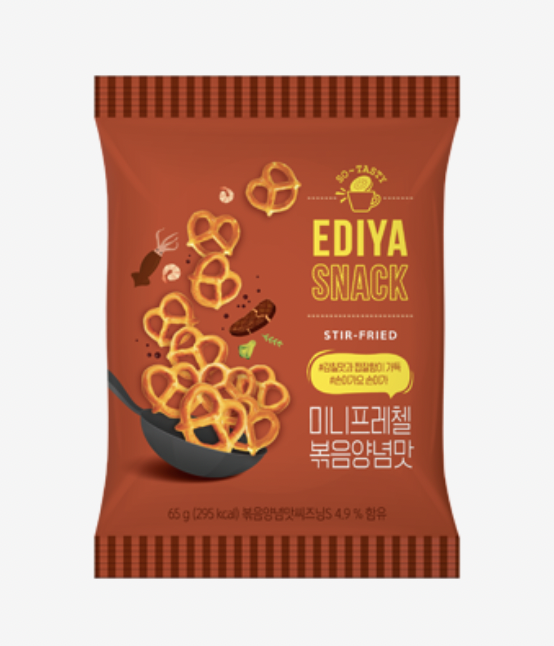 SO-TASTY
EDIYA
SNACK
STIR-FRIED
#감칠맛과 짭짤함이 가득
#손이가요 손이가
미니프레첼
볶음양념맛
65 g (295 kcal) 볶음양념맛씨즈닝S 4.9 % 함유